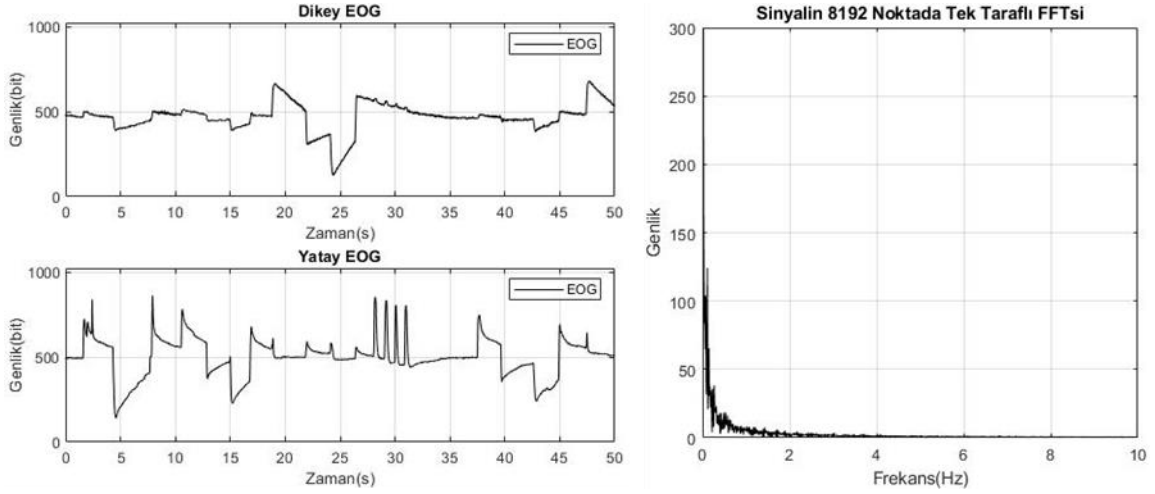 Dikey EOG
1000
500
0
Genlik(bit)
EOG
0 5 10 15 20 25 30 35 40 45 50
Zaman(s)
Yatay EOG
1000
500
0
Genlik(bit)
EOG
0 5 10 15 20 25 30 35 40 45 50
Zaman(s)
Sinyalin 8192 Noktada Tek Taraflı FFTsi
300
250
200
150
100
50
0
Genlik
0 2 4 6 8 10
Frekans(Hz)